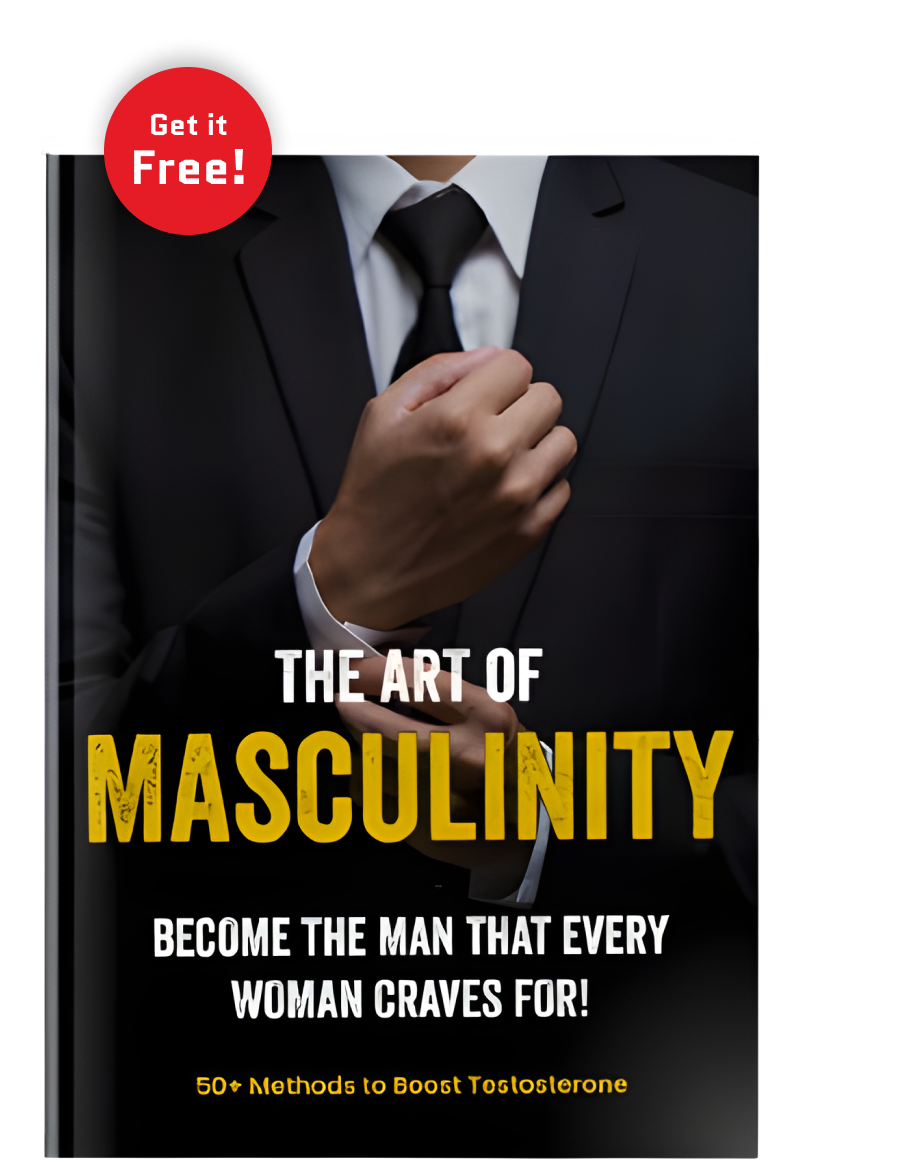 Get it
Free!
THE ART OF
MASCULINITY
BECOME THE MAN THAT EVERY
WOMAN CRAVES FOR!
50+ Methods to Boost Testosterone